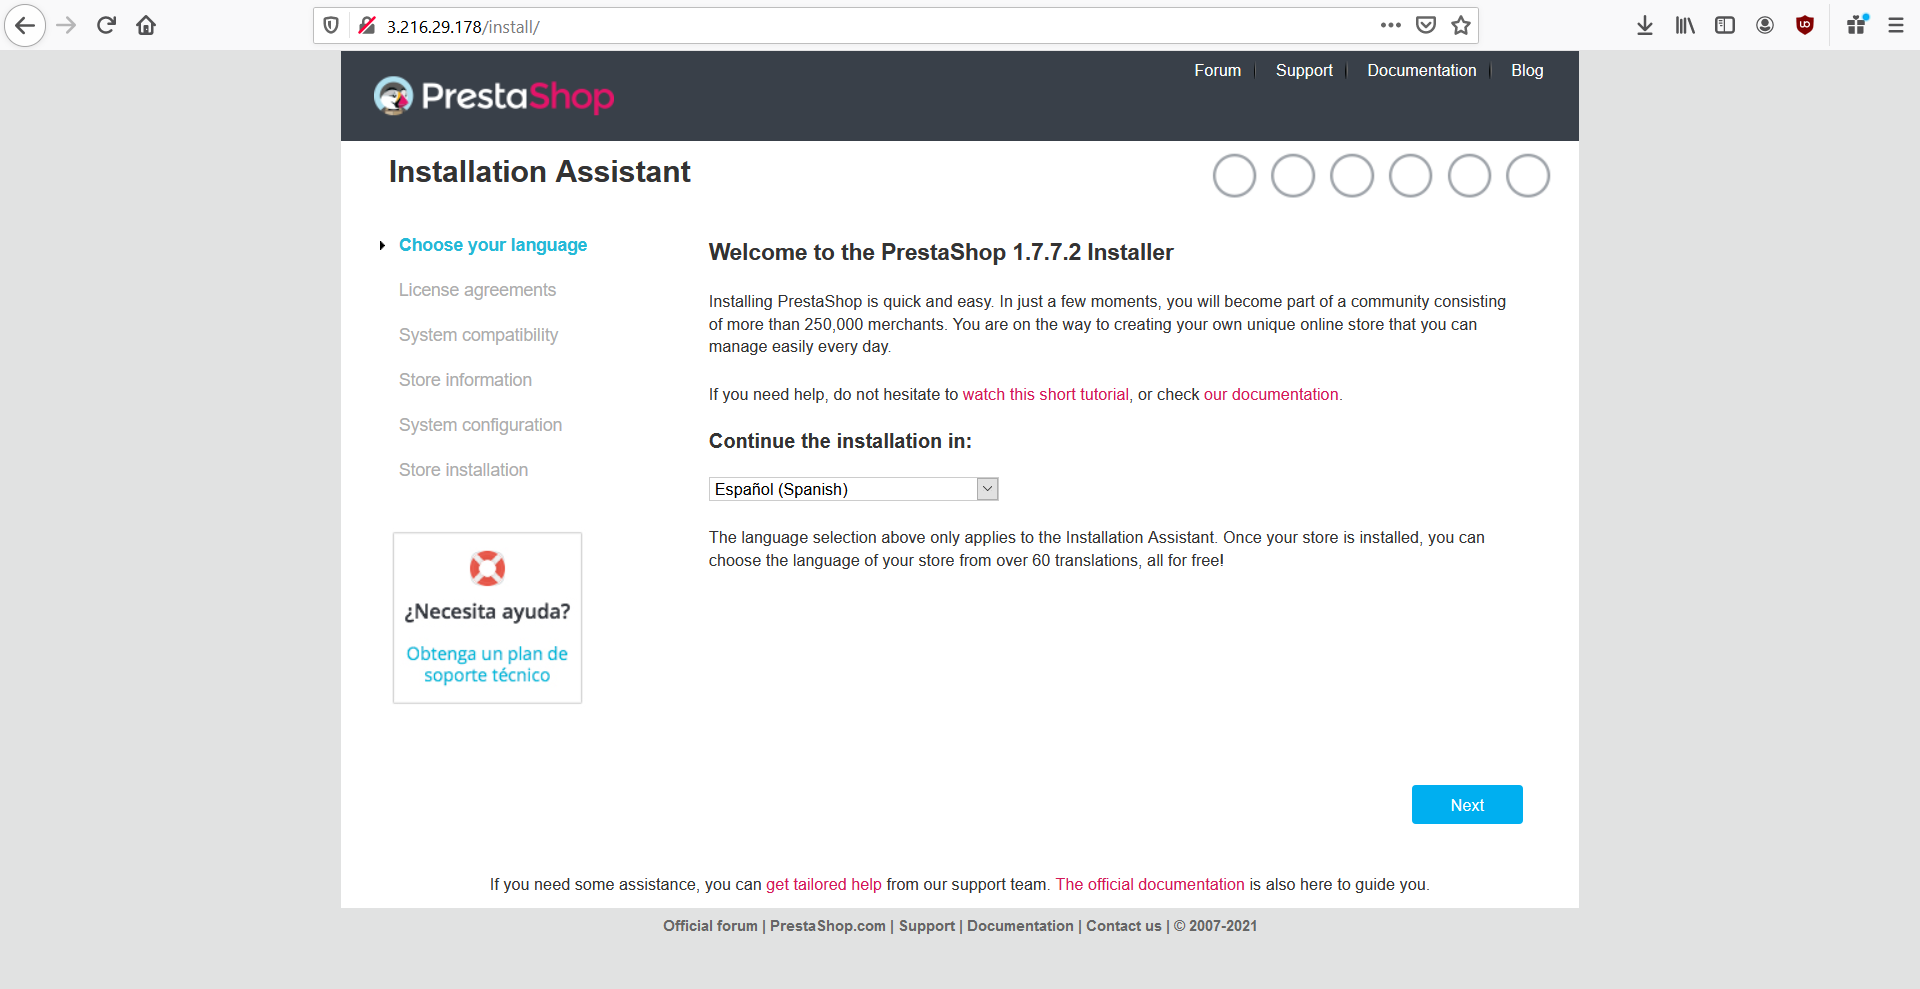 3.216.29.178/install/
Forum
Support
Documentation
Blog
PrestaShop
Installation Assistant
Choose your language
License agreements
System compatibility
Store information
System configuration
Store installation
¿Necesita ayuda?
Obtenga un plan de
soporte técnico
Welcome to the PrestaShop 1.7.7.2 Installer
Installing PrestaShop is quick and easy. In just a few moments, you will become part of a community consisting
of more than 250,000 merchants. You are on the way to creating your own unique online store that you can
manage easily every day.
If you need help, do not hesitate to watch this short tutorial, or check our documentation.
Continue the installation in:
Español (Spanish)
The language selection above only applies to the Installation Assistant. Once your store is installed, you can
choose the language of your store from over 60 translations, all for free!
Next
If you need some assistance, you can get tailored help from our support team. The official documentation is also here to guide you.
Official forum | PrestaShop.com | Support | Documentation | Contact us | © 2007-2021